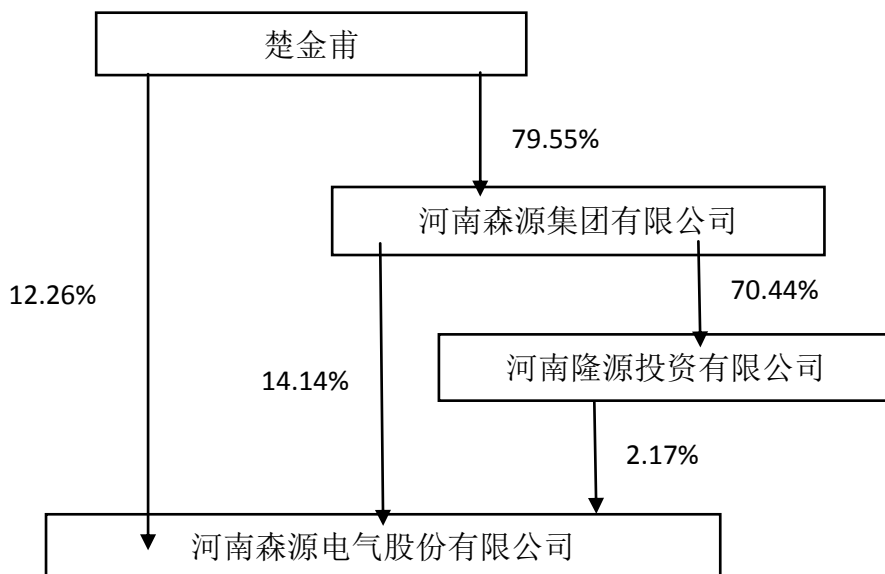 楚金甫
79.55%
河南森源集团有限公司
12.26%
70.44%
河南隆源投资有限公司
14.14%
2.17%
河南森源电气股份有限公司